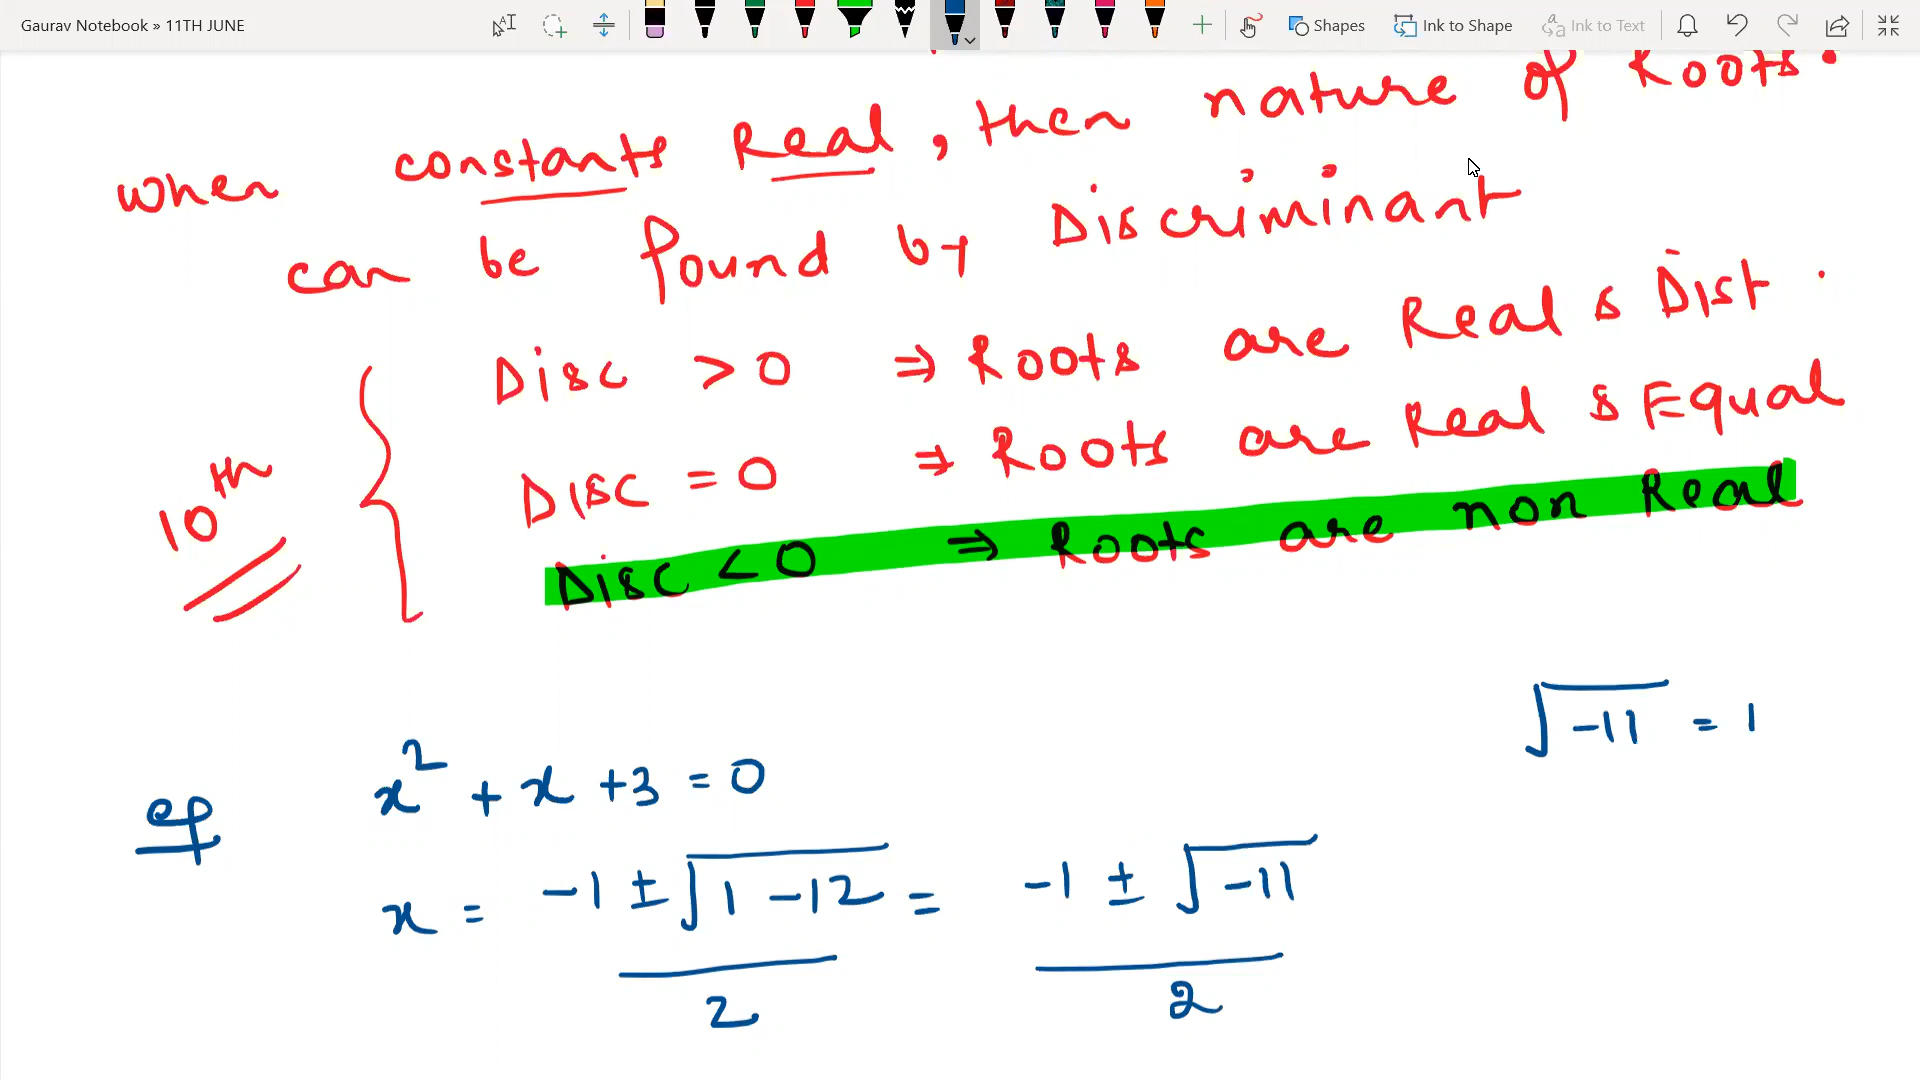 Gaurav Notebook » 11TH JUNE
Shapes Ink to Shape Ink to Text
when constants Real, then nature of Roots.
can be found by Discriminant
10th
Disc > 0 ⇒ Roots are Real & Dist.
Disc = 0 ⇒ Roots are Real & Equal
Disc < 0 ⇒ Roots are non Real
√-11 = 1
eg x² + x + 3 = 0
x = (-1 ± √1 - 12)/2 = (-1 ± √-11)/2